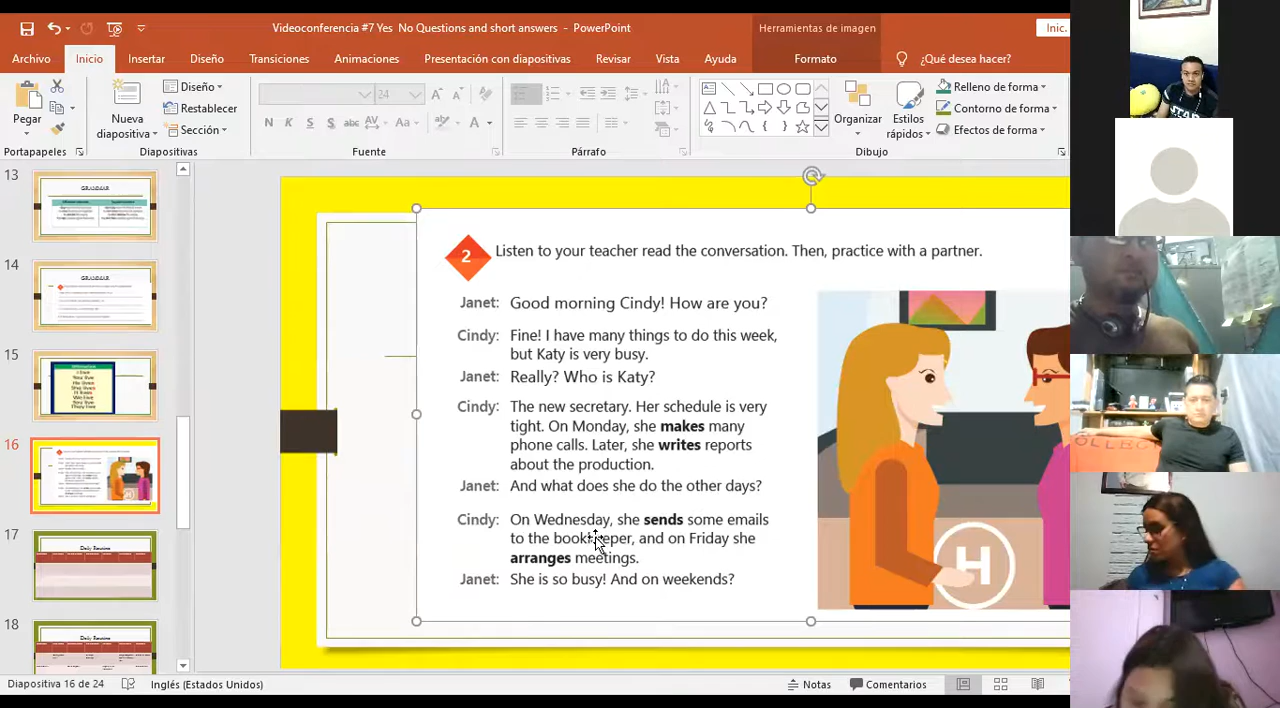 Videoconferencia #7 Yes No Questions and short answers - PowerPoint
Herramientas de imagen
Inic.
Archivo Inicio Insertar Diseño Transiciones Animaciones Presentación con diapositivas Revisar Vista Ayuda Formato ¿Qué desea hacer?
Pegar
Nueva
diapositiva
Diseño
Restablecer
Sección
24
N K S S abc AV Aa A
Organizar
Estilos
rápidos
Relleno de forma
Contorno de forma
Efectos de forma
Portapapeles Diapositivas Fuente Párrafo Dibujo
13
GRAMMAR
14
GRAMMAR
15
16
17
Daily Routine
18
Daily Routine
2 Listen to your teacher read the conversation. Then, practice with a partner.
Janet: Good morning Cindy! How are you?
Cindy: Fine! I have many things to do this week,
but Katy is very busy.
Janet: Really? Who is Katy?
Cindy: The new secretary. Her schedule is very
tight. On Monday, she makes many
phone calls. Later, she writes reports
about the production.
Janet: And what does she do the other days?
Cindy: On Wednesday, she sends some emails
to the bookkeeper, and on Friday she
arranges meetings.
Janet: She is so busy! And on weekends?
H
Diapositiva 16 de 24 Inglés (Estados Unidos) Notas Comentarios